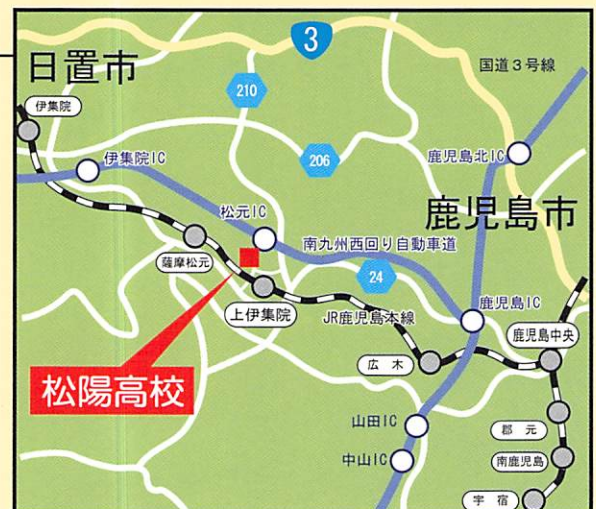 3
日置市
国道3号線
210
伊集院
206
伊集院IC
鹿児島北IC
松元IC
鹿児島市
南九州西回り自動車道
薩摩松元
24
上伊集院
JR鹿児島本線
鹿児島IC
鹿児島中央
広木
松陽高校
山田IC
郡元
中山IC
南鹿児島
宇宿